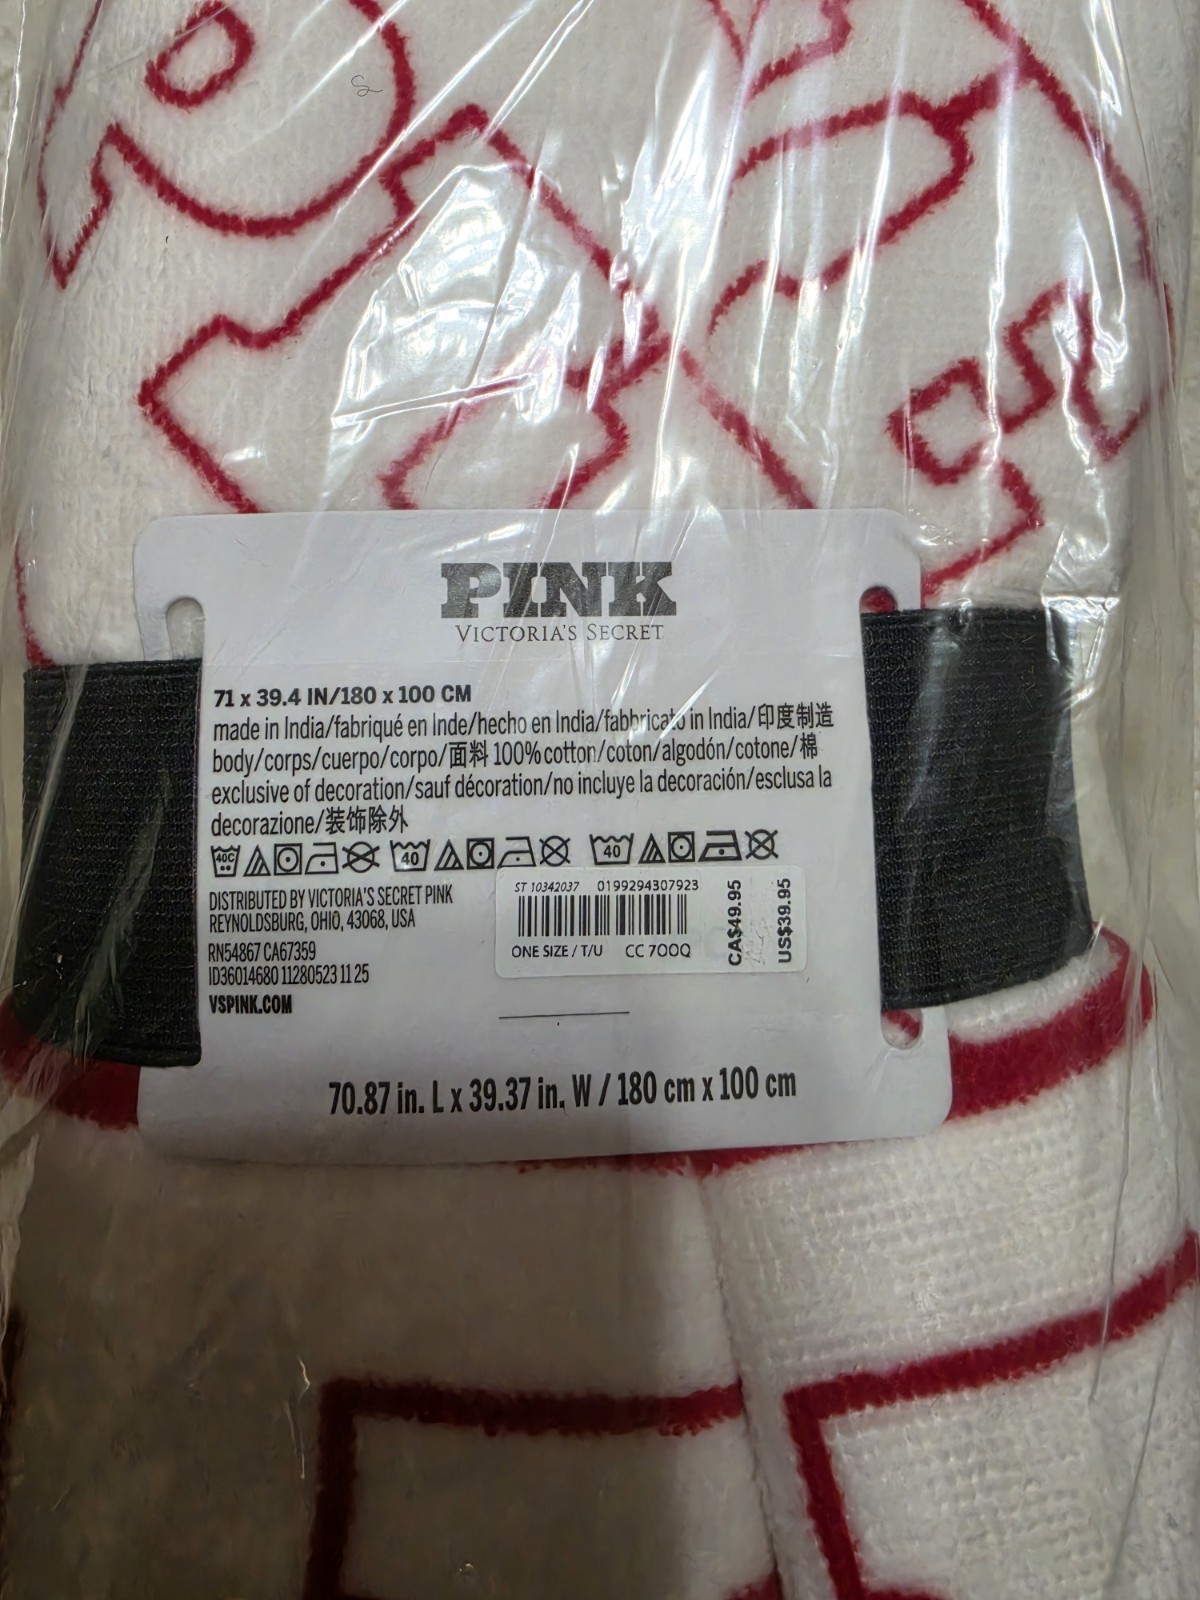 PINK
VICTORIA'S SECRET
71 x 39.4 IN/180 x 100 CM
made in India/fabriqué en Inde/hecho en India/fabbricato in India/印度制造
body/corps/cuerpo/corpo/面料 100% cotton/coton/algodón/cotone/棉
exclusive of decoration/sauf décoration/no incluye la decoración/esclusa la
decorazione/装饰除外
40C 40 40
DISTRIBUTED BY VICTORIA'S SECRET PINK
REYNOLDSBURG, OHIO, 43068, USA
RN54867 CA67359
ID36014680 11280523 11 25
VSPINK.COM
ST 10342037 0199294307923
ONE SIZE / T/U CC 7OOQ
CA$49.95
US$39.95
70.87 in. L x 39.37 in. W / 180 cm x 100 cm